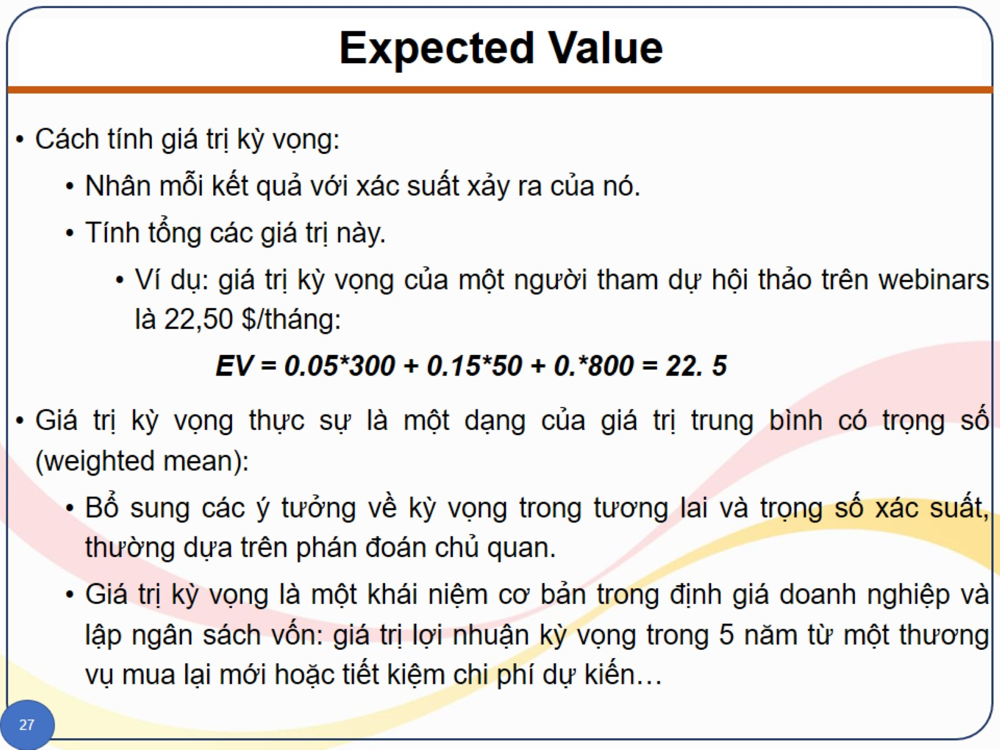 Expected Value
• Cách tính giá trị kỳ vọng:
• Nhân mỗi kết quả với xác suất xảy ra của nó.
• Tính tổng các giá trị này.
• Ví dụ: giá trị kỳ vọng của một người tham dự hội thảo trên webinars
là 22,50 $/tháng:
EV = 0.05*300 + 0.15*50 + 0.*800 = 22. 5
• Giá trị kỳ vọng thực sự là một dạng của giá trị trung bình có trọng số
(weighted mean):
• Bổ sung các ý tưởng về kỳ vọng trong tương lai và trọng số xác suất,
thường dựa trên phán đoán chủ quan.
• Giá trị kỳ vọng là một khái niệm cơ bản trong định giá doanh nghiệp và
lập ngân sách vốn: giá trị lợi nhuận kỳ vọng trong 5 năm từ một thương
vụ mua lại mới hoặc tiết kiệm chi phí dự kiến…
27